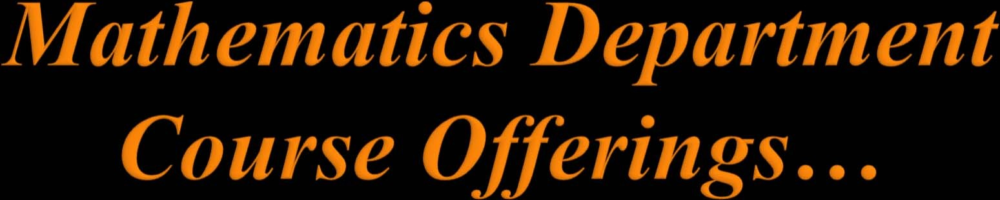 Mathematics Department
Course Offerings…